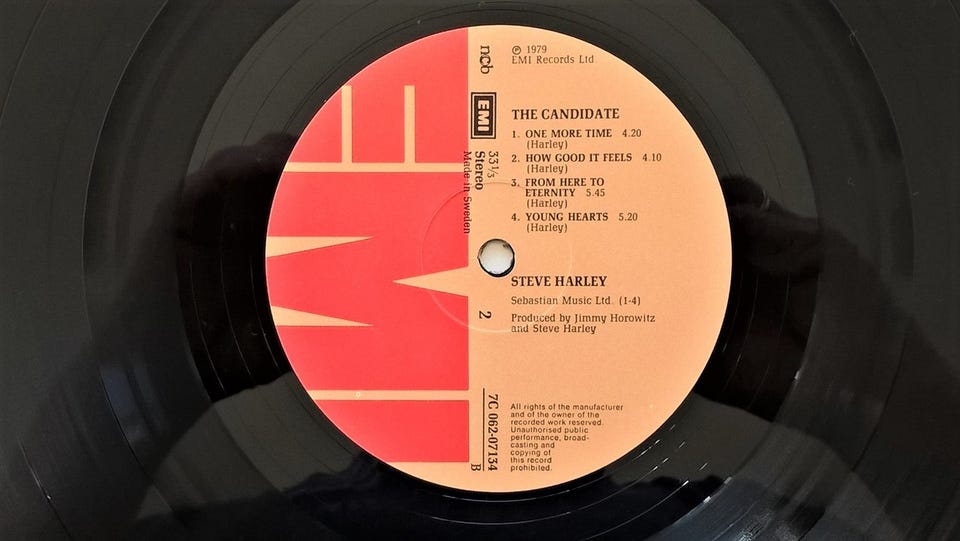 ncb
℗ 1979
EMI Records Ltd
EMI
33 1/3
Stereo
Made in Sweden
THE CANDIDATE
1. ONE MORE TIME 4.20
(Harley)
2. HOW GOOD IT FEELS 4.10
(Harley)
3. FROM HERE TO
ETERNITY 5.45
(Harley)
4. YOUNG HEARTS 5.20
(Harley)
STEVE HARLEY
Sebastian Music Ltd. (1-4)
Produced by Jimmy Horowitz
and Steve Harley
2
7C 062-07134
B
All rights of the manufacturer
and of the owner of the
recorded work reserved.
Unauthorised public
performance, broad-
casting and
copying of
this record
prohibited.
EMI